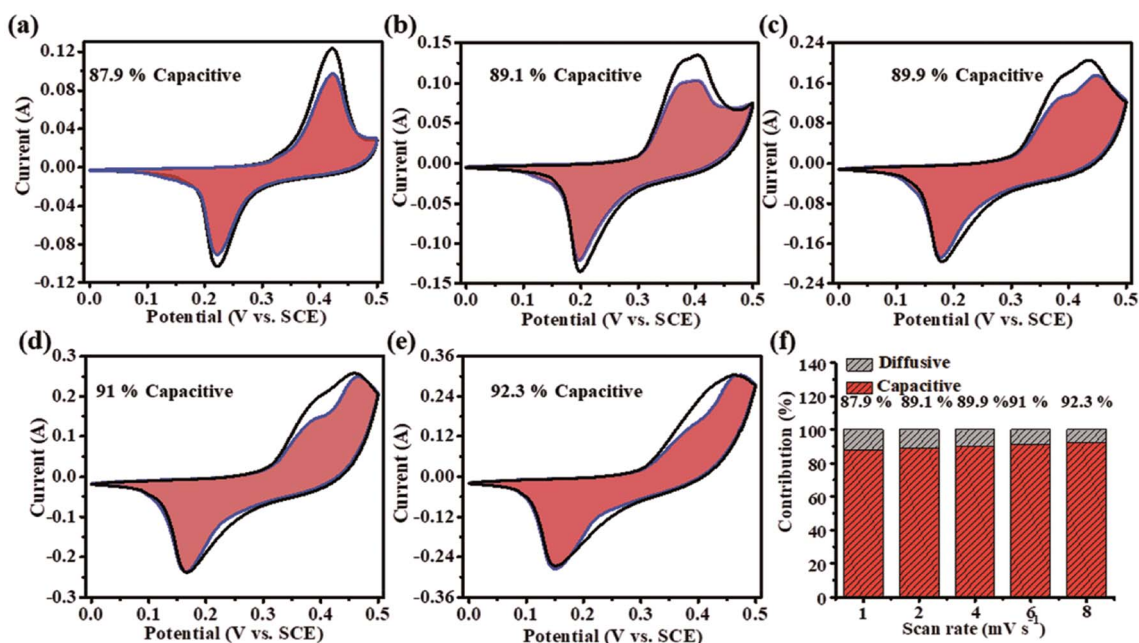 (a)
87.9 % Capacitive
Current (A)
0.12
0.08
0.04
0.00
-0.04
-0.08
-0.12
0.0 0.1 0.2 0.3 0.4 0.5
Potential (V vs. SCE)
(b)
89.1 % Capacitive
Current (A)
0.15
0.10
0.05
0.00
-0.05
-0.10
-0.15
0.0 0.1 0.2 0.3 0.4 0.5
Potential (V vs. SCE)
(c)
89.9 % Capacitive
Current (A)
0.24
0.16
0.08
0.00
-0.08
-0.16
-0.24
0.0 0.1 0.2 0.3 0.4 0.5
Potential (V vs. SCE)
(d)
91 % Capacitive
Current (A)
0.3
0.2
0.1
0.0
-0.1
-0.2
-0.3
0.0 0.1 0.2 0.3 0.4 0.5
Potential (V vs. SCE)
(e)
92.3 % Capacitive
Current (A)
0.36
0.24
0.12
0.00
-0.12
-0.24
-0.36
0.0 0.1 0.2 0.3 0.4 0.5
Potential (V vs. SCE)
(f)
Diffusive
Capacitive
87.9 % 89.1 % 89.9 % 91 % 92.3 %
Contribution (%)
140
120
100
80
60
40
20
0
1 2 4 6 8
Scan rate (mV s⁻¹)